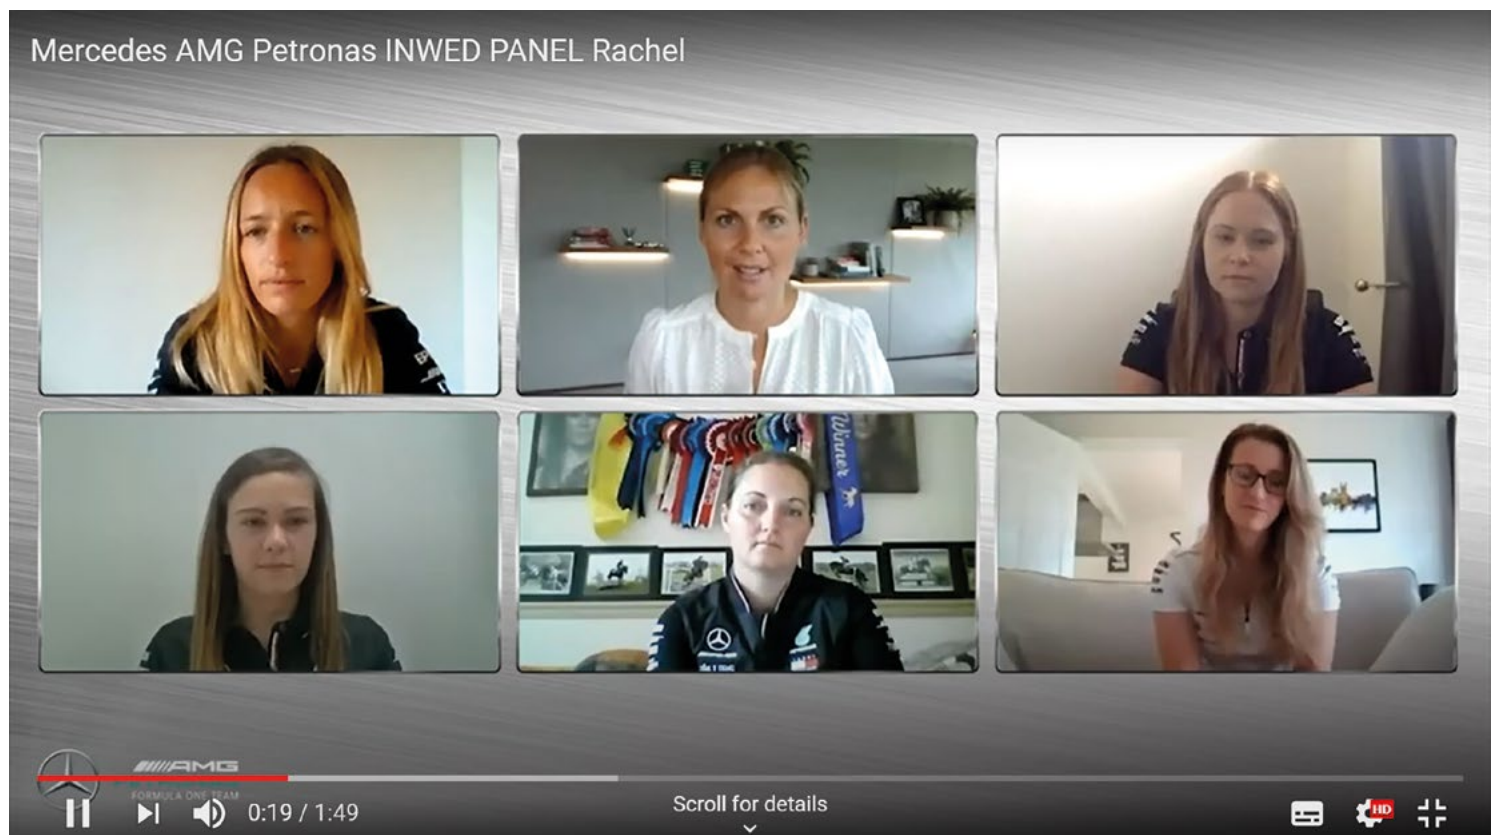 Mercedes AMG Petronas INWED PANEL Rachel
Winner
AMG
FORMULA ONE TEAM
0:19 / 1:49
Scroll for details
HD